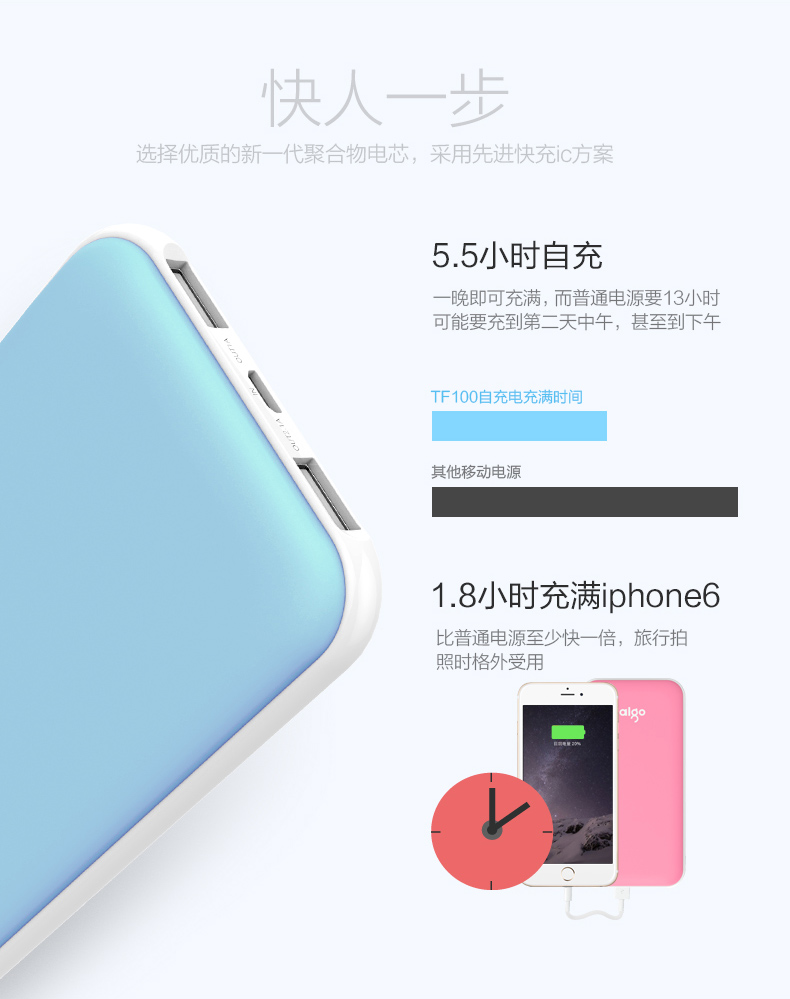 快人一步
选择优质的新一代聚合物电芯，采用先进快充ic方案
5.5小时自充
一晚即可充满，而普通电源要13小时
可能要充到第二天中午，甚至到下午
OUT1A
IN
OUT2.1A
TF100自充电充满时间
其他移动电源
1.8小时充满iphone6
比普通电源至少快一倍，旅行拍
照时格外受用
aigo